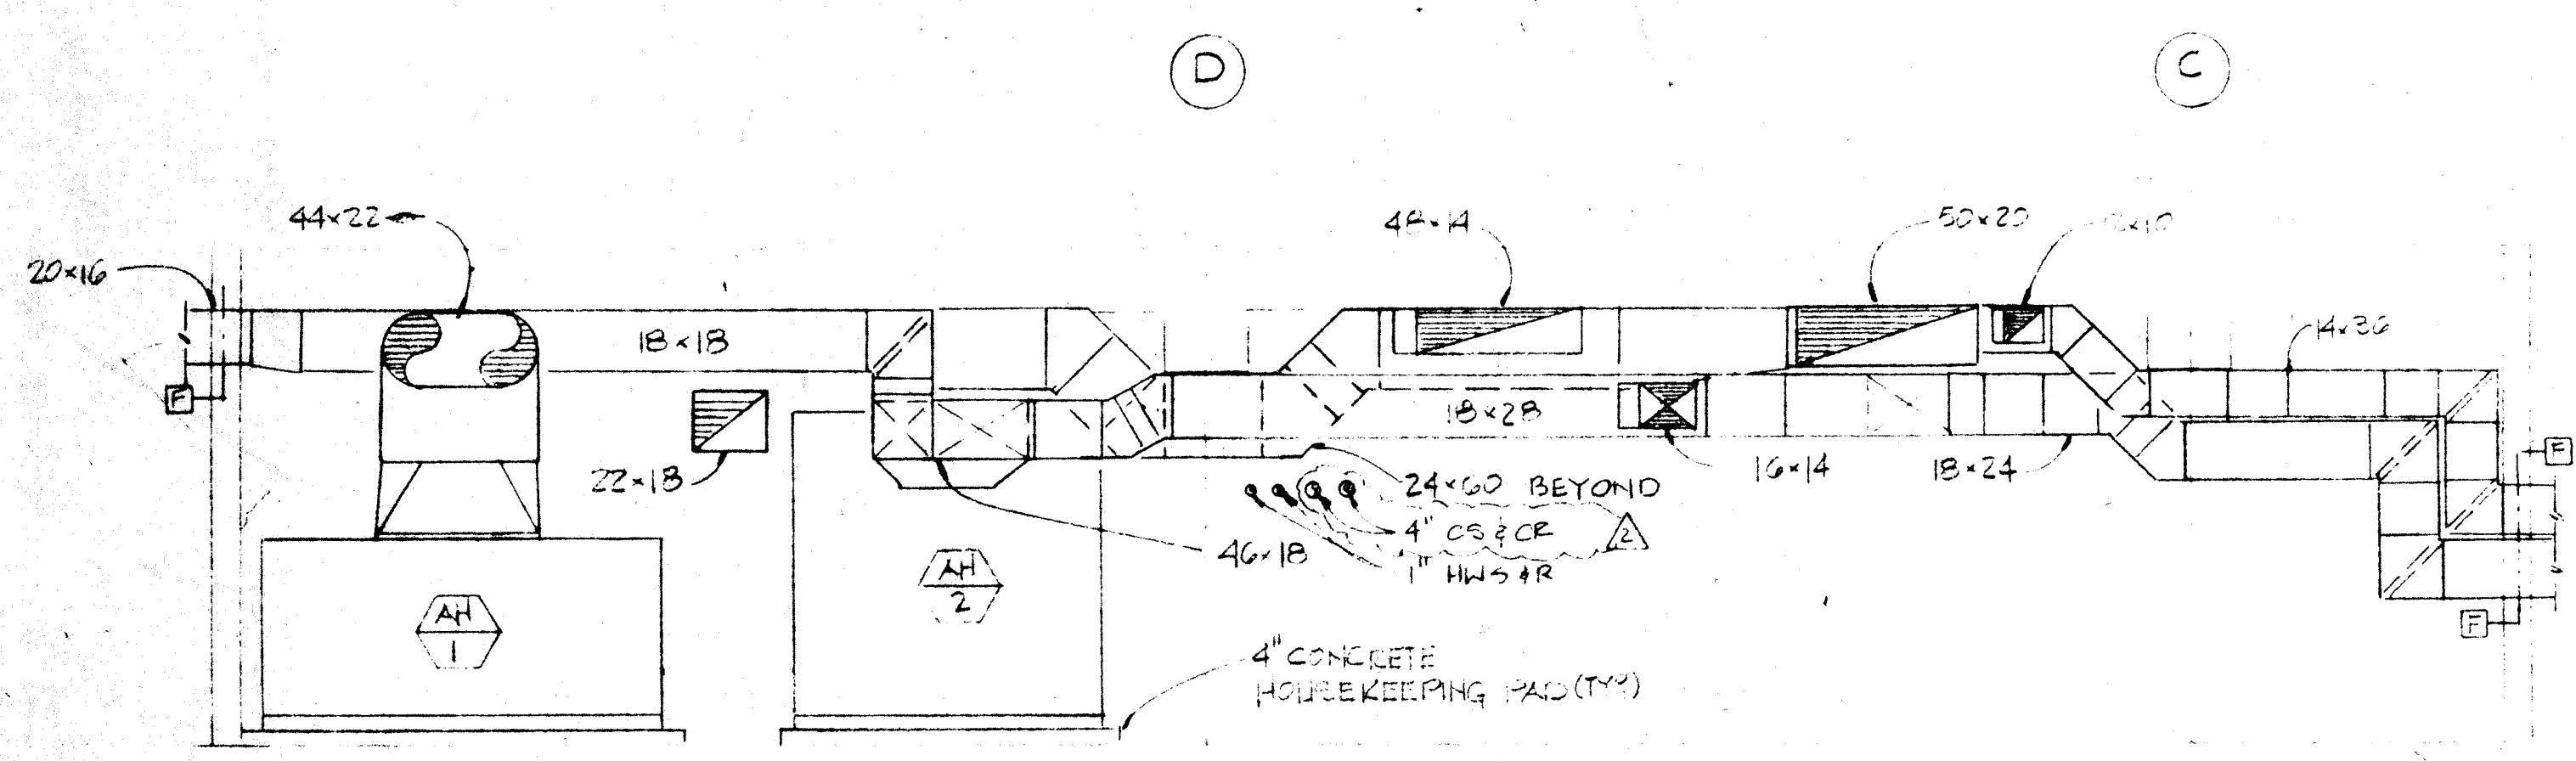 D
C
44×22
48×14
50×20
20×16
14×36
18×18
18×28
22×18
16×14
18×24
24×60 BEYOND
4" CS & CR
2
1" HWS &R
46×18
AH
1
AH
2
4" CONCRETE
HOUSEKEEPING PAD (TYP)
F
F
F